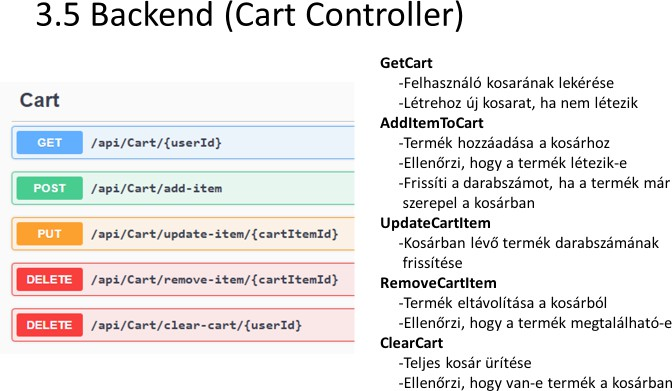 3.5 Backend (Cart Controller)
Cart
GET /api/Cart/{userId}
POST /api/Cart/add-item
PUT /api/Cart/update-item/{cartItemId}
DELETE /api/Cart/remove-item/{cartItemId}
DELETE /api/Cart/clear-cart/{userId}
GetCart
-Felhasználó kosarának lekérése
-Létrehoz új kosarat, ha nem létezik
AddItemToCart
-Termék hozzáadása a kosárhoz
-Ellenőrzi, hogy a termék létezik-e
-Frissíti a darabszámot, ha a termék már
szerepel a kosárban
UpdateCartItem
-Kosárban lévő termék darabszámának
frissítése
RemoveCartItem
-Termék eltávolítása a kosárból
-Ellenőrzi, hogy a termék megtalálható-e
ClearCart
-Teljes kosár ürítése
-Ellenőrzi, hogy van-e termék a kosárban